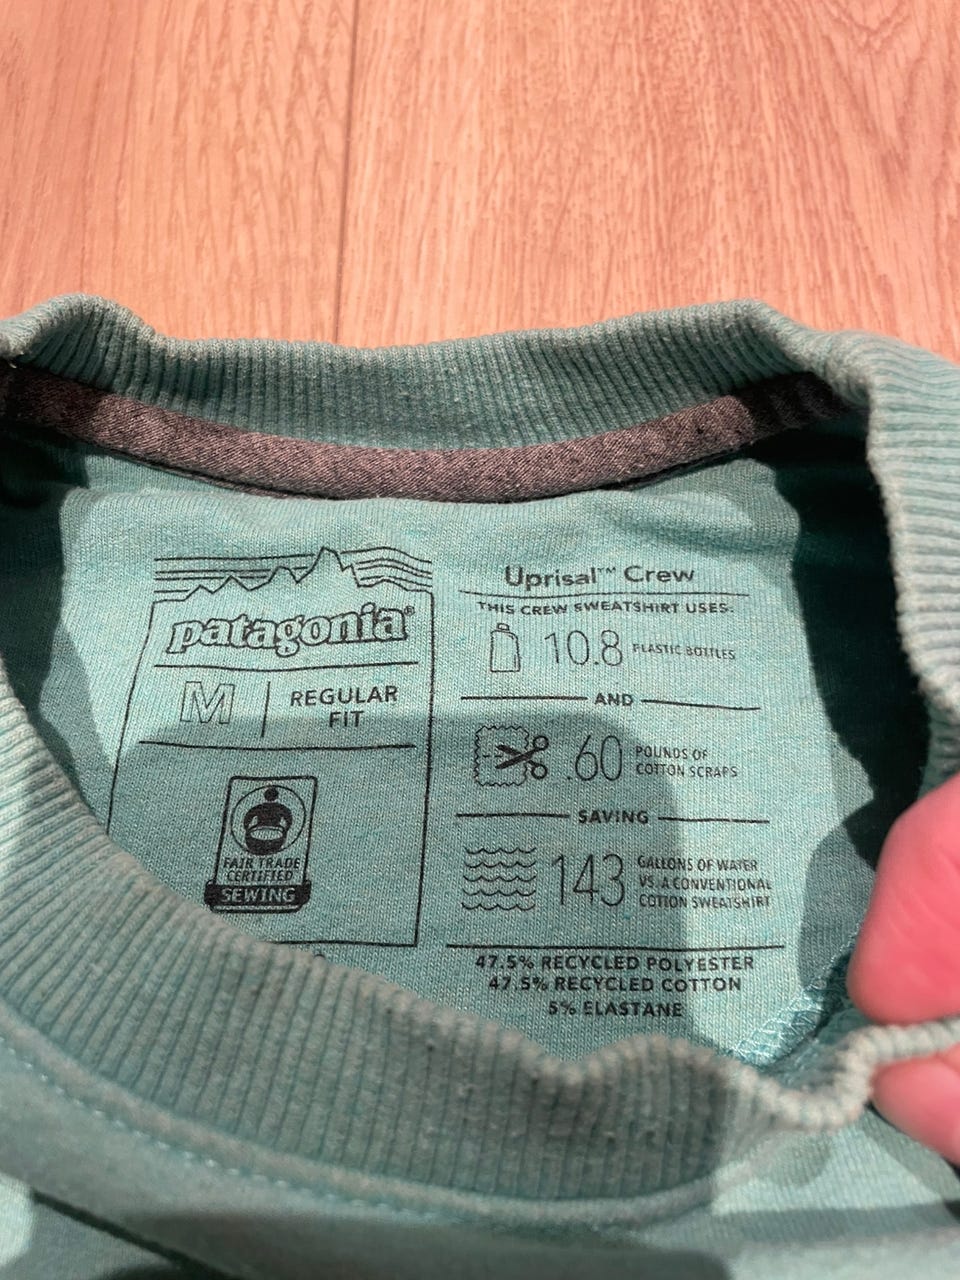 patagonia®
M
REGULAR
FIT
FAIR TRADE
CERTIFIED
SEWING
Uprisal™ Crew
THIS CREW SWEATSHIRT USES:
10.8 PLASTIC BOTTLES
AND
.60 POUNDS OF
COTTON SCRAPS
SAVING
143 GALLONS OF WATER
VS. A CONVENTIONAL
COTTON SWEATSHIRT
47.5% RECYCLED POLYESTER
47.5% RECYCLED COTTON
5% ELASTANE